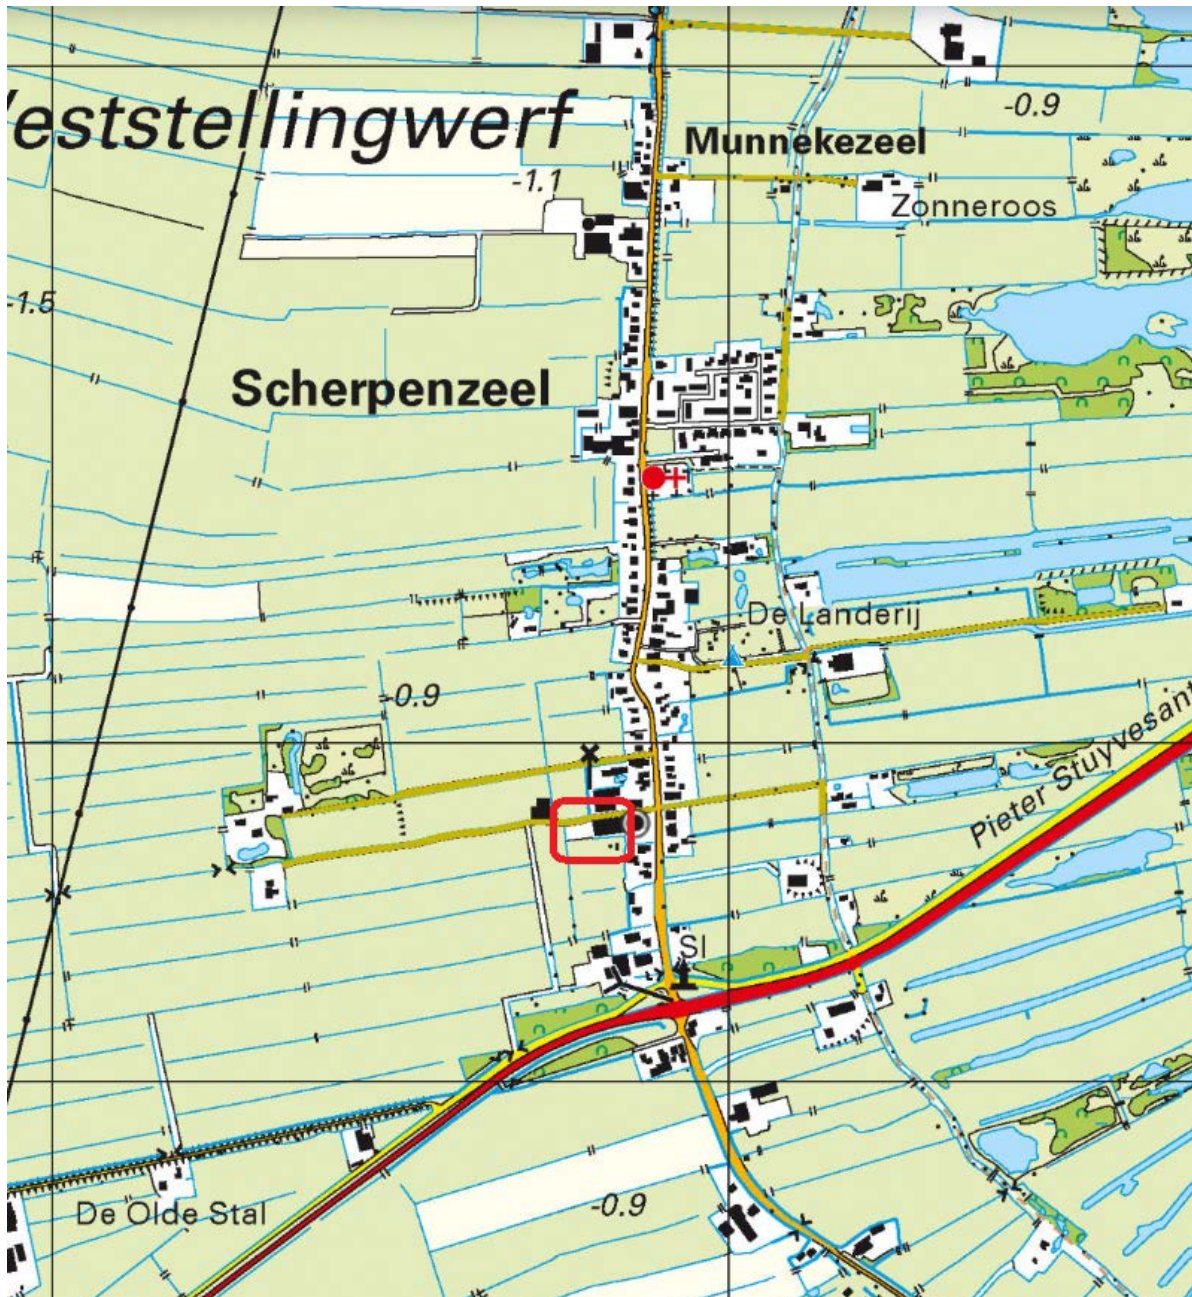 eststellingwerf
-0.9
Munnekezeel
-1.1
Zonneroos
-1.5
Scherpenzeel
De Landerij
-0.9
Pieter Stuyvesant
Sl
De Olde Stal
-0.9